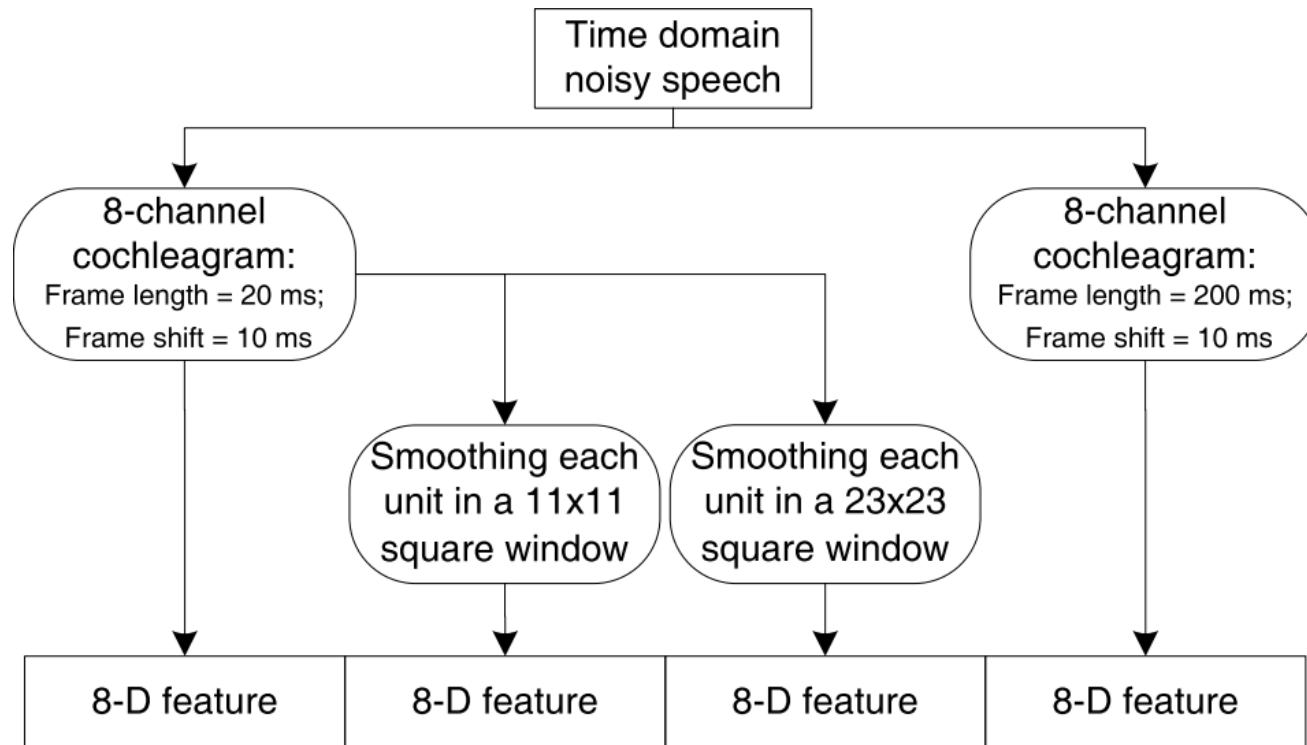 Time domain
noisy speech
8-channel
cochleagram:
Frame length = 20 ms;
Frame shift = 10 ms
8-channel
cochleagram:
Frame length = 200 ms;
Frame shift = 10 ms
Smoothing each
unit in a 11x11
square window
Smoothing each
unit in a 23x23
square window
8-D feature
8-D feature
8-D feature
8-D feature